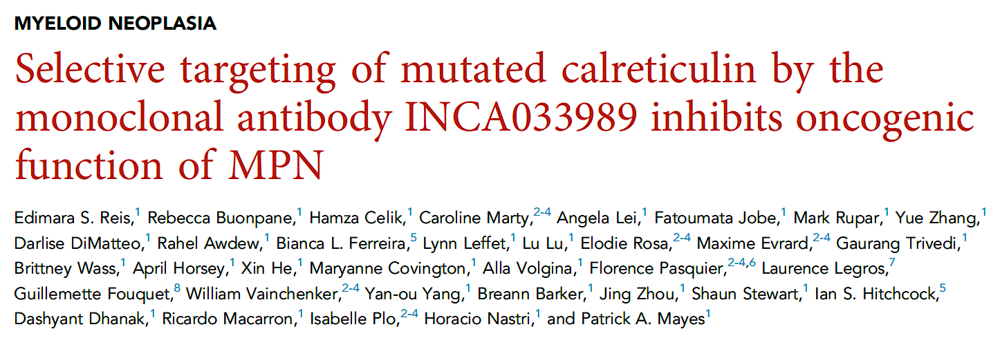 MYELOID NEOPLASIA
Selective targeting of mutated calreticulin by the
monoclonal antibody INCA033989 inhibits oncogenic
function of MPN
Edimara S. Reis,1 Rebecca Buonpane,1 Hamza Celik,1 Caroline Marty,2-4 Angela Lei,1 Fatoumata Jobe,1 Mark Rupar,1 Yue Zhang,1
Darlise DiMatteo,1 Rahel Awdew,1 Bianca L. Ferreira,5 Lynn Leffet,1 Lu Lu,1 Elodie Rosa,2-4 Maxime Evrard,2-4 Gaurang Trivedi,1
Brittney Wass,1 April Horsey,1 Xin He,1 Maryanne Covington,1 Alla Volgina,1 Florence Pasquier,2-4,6 Laurence Legros,7
Guillemette Fouquet,8 William Vainchenker,2-4 Yan-ou Yang,1 Breann Barker,1 Jing Zhou,1 Shaun Stewart,1 Ian S. Hitchcock,5
Dashyant Dhanak,1 Ricardo Macarron,1 Isabelle Plo,2-4 Horacio Nastri,1 and Patrick A. Mayes1